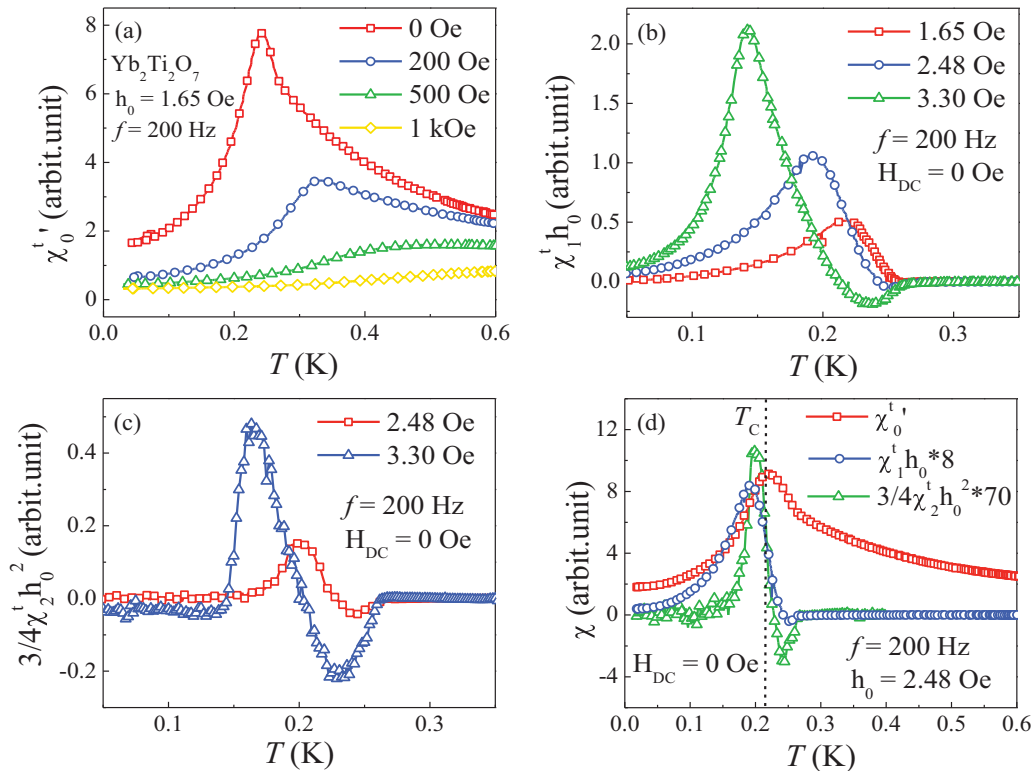 (a)
Yb₂Ti₂O₇
h₀ = 1.65 Oe
f = 200 Hz
0 Oe
200 Oe
500 Oe
1 kOe
χᵗ₀' (arbit.unit)
8
6
4
2
0
0.0 0.2 0.4 0.6
T (K)
(b)
1.65 Oe
2.48 Oe
3.30 Oe
f = 200 Hz
H_DC = 0 Oe
χᵗ₁h₀ (arbit.unit)
2.0
1.5
1.0
0.5
0.0
0.1 0.2 0.3
T (K)
(c)
2.48 Oe
3.30 Oe
f = 200 Hz
H_DC = 0 Oe
3/4χᵗ₂h₀² (arbit.unit)
0.4
0.2
0.0
-0.2
0.1 0.2 0.3
T (K)
(d)
T_C
χᵗ₀'
χᵗ₁h₀*8
3/4χᵗ₂h₀²*70
H_DC = 0 Oe
f = 200 Hz
h₀ = 2.48 Oe
χ (arbit.unit)
12
8
4
0
-4
0.0 0.1 0.2 0.3 0.4 0.5 0.6
T (K)